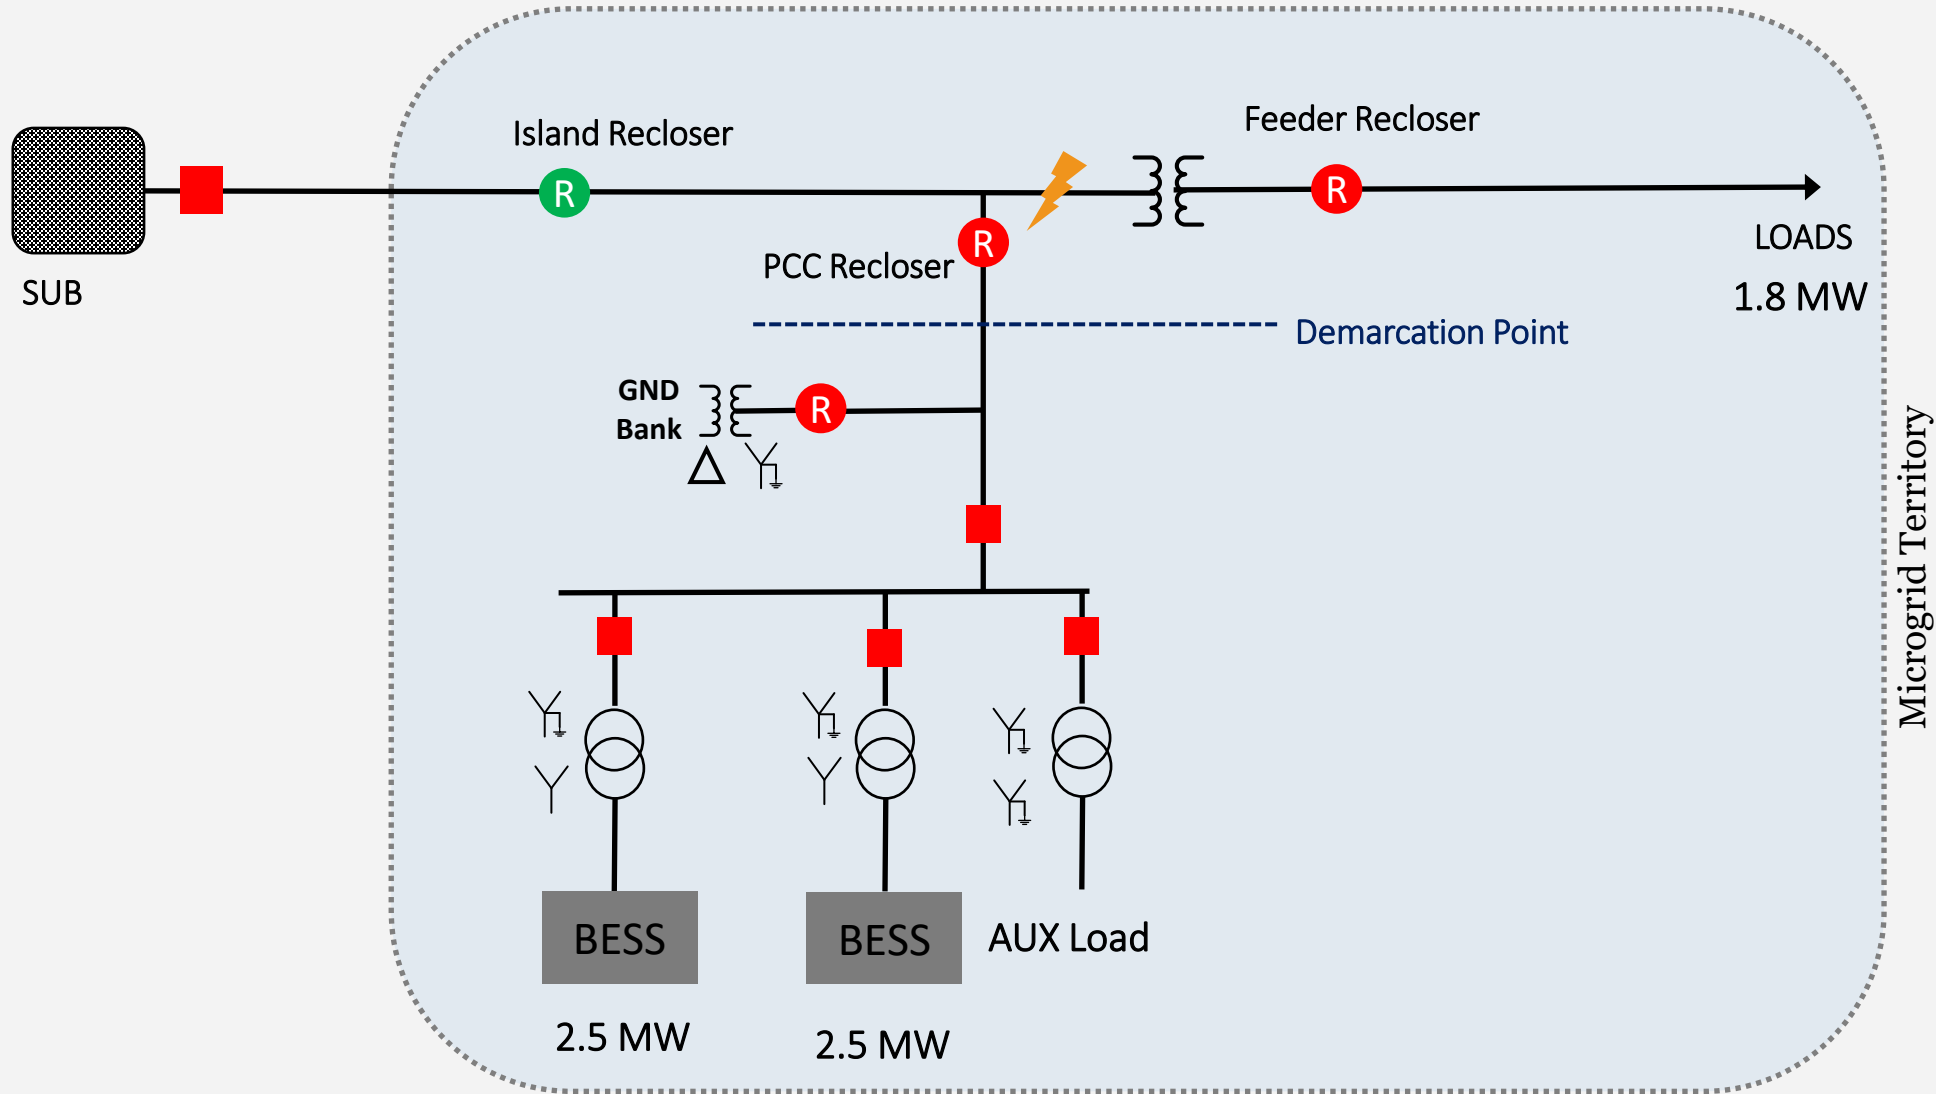 Island Recloser
Feeder Recloser
R
R
R
PCC Recloser
LOADS
1.8 MW
SUB
Demarcation Point
GND
Bank
R
Microgrid Territory
BESS
BESS
AUX Load
2.5 MW
2.5 MW